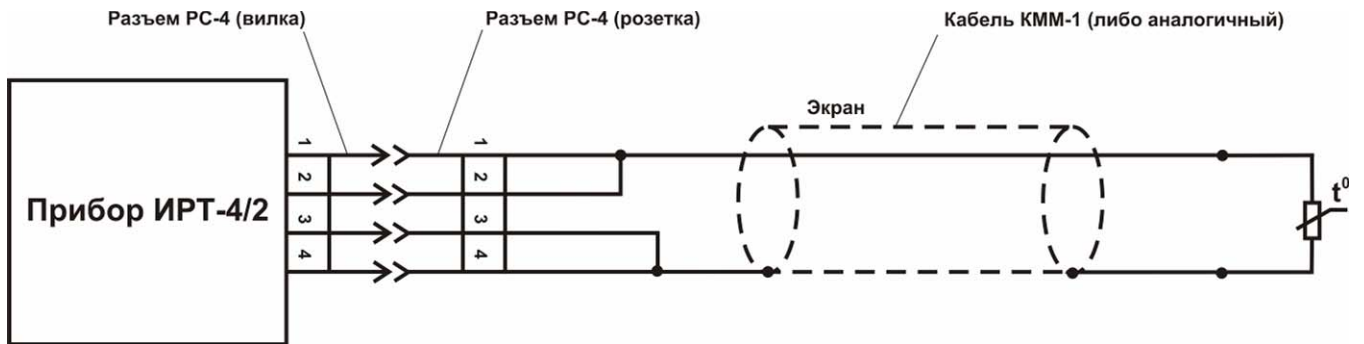 Разъем РС-4 (вилка)
Разъем РС-4 (розетка)
Кабель КММ-1 (либо аналогичный)
Экран
Прибор ИРТ-4/2
1
2
3
4
1
2
3
4
t⁰